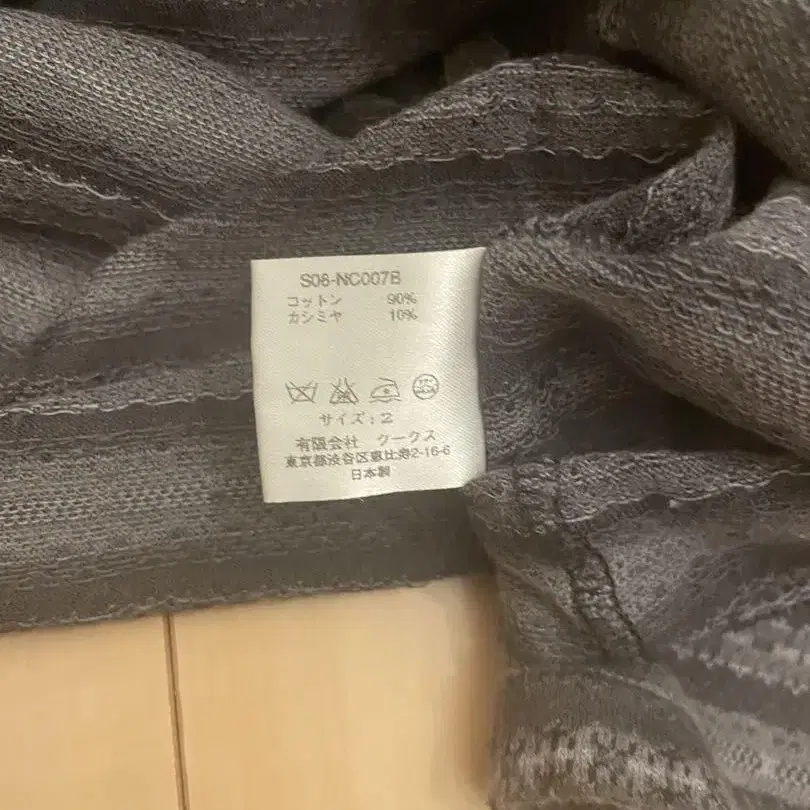 S08-NC007B
コットン 90%
カシミヤ 10%
サイズ:2
有限会社 クークス
東京都渋谷区恵比寿2-16-6
日本製